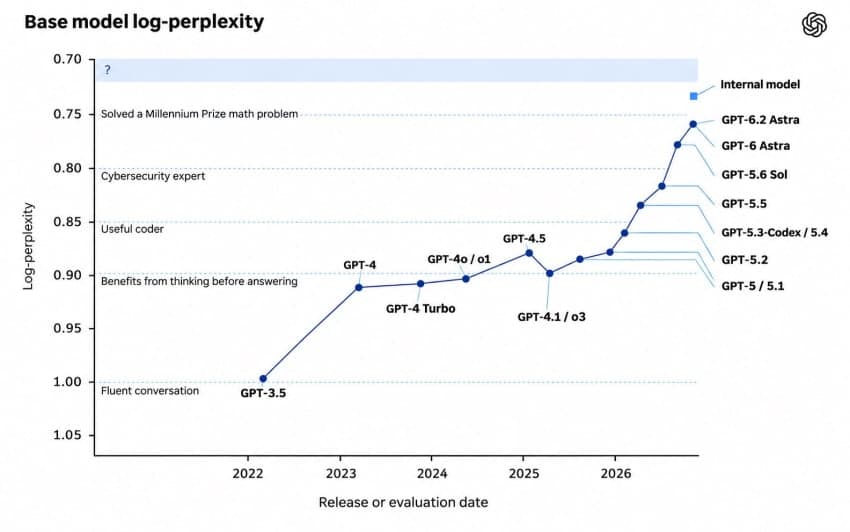 Base model log-perplexity
0.70
?
Internal model
0.75
Solved a Millennium Prize math problem
GPT-6.2 Astra
GPT-6 Astra
0.80
Cybersecurity expert
GPT-5.6 Sol
GPT-5.5
0.85
Useful coder
GPT-5.3-Codex / 5.4
GPT-4.5
GPT-4
GPT-4o / o1
GPT-5.2
0.90
Benefits from thinking before answering
GPT-5 / 5.1
GPT-4 Turbo
GPT-4.1 / o3
0.95
1.00
Fluent conversation
GPT-3.5
1.05
Log-perplexity
2022
2023
2024
2025
2026
Release or evaluation date